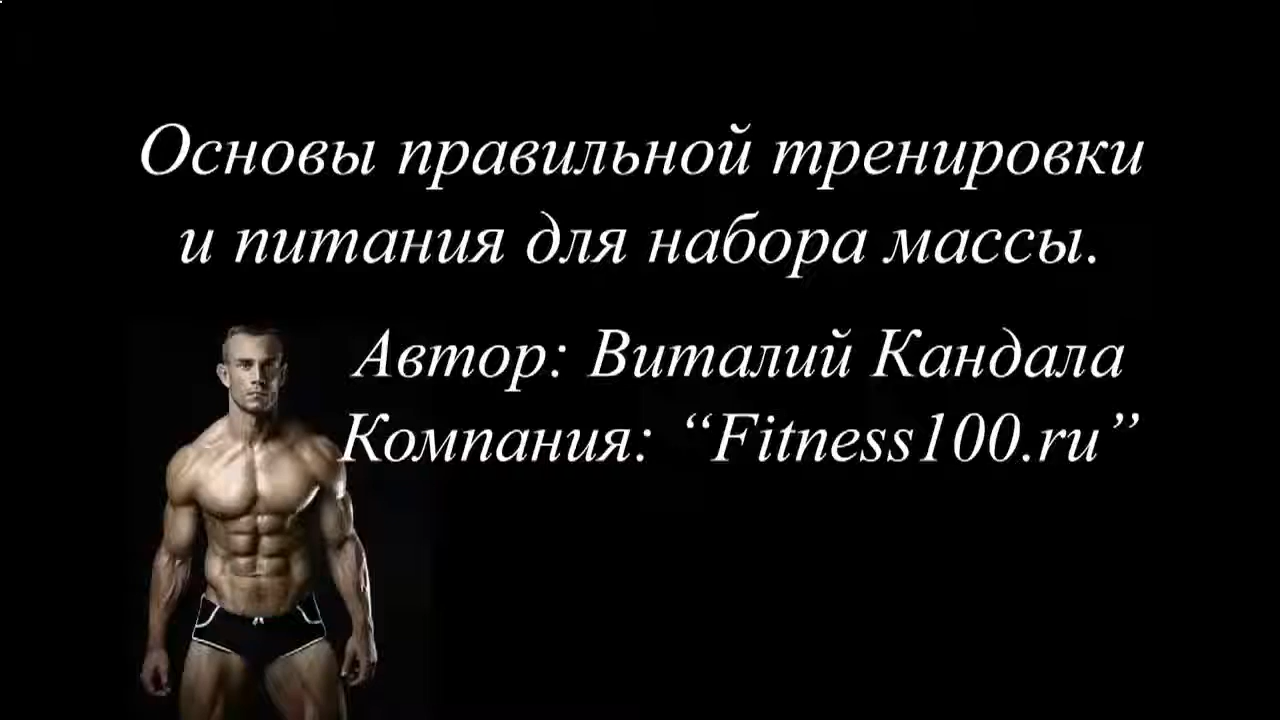 Основы правильной тренировки
и питания для набора массы.
Автор: Виталий Кандала
Компания: “Fitness100.ru”